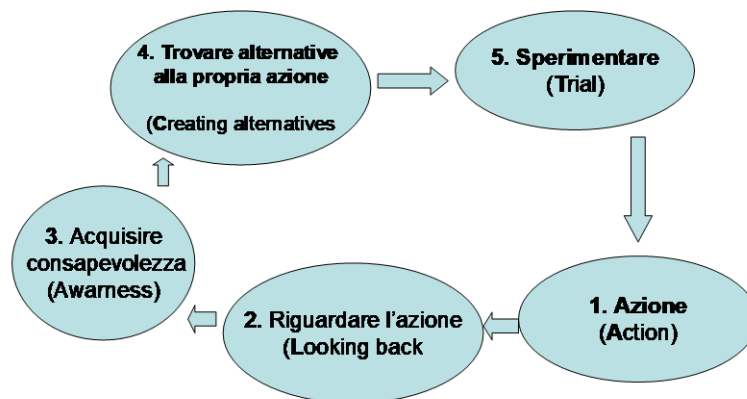 4. Trovare alternative
alla propria azione
(Creating alternatives
5. Sperimentare
(Trial)
3. Acquisire
consapevolezza
(Awarness)
2. Riguardare l'azione
(Looking back
1. Azione
(Action)